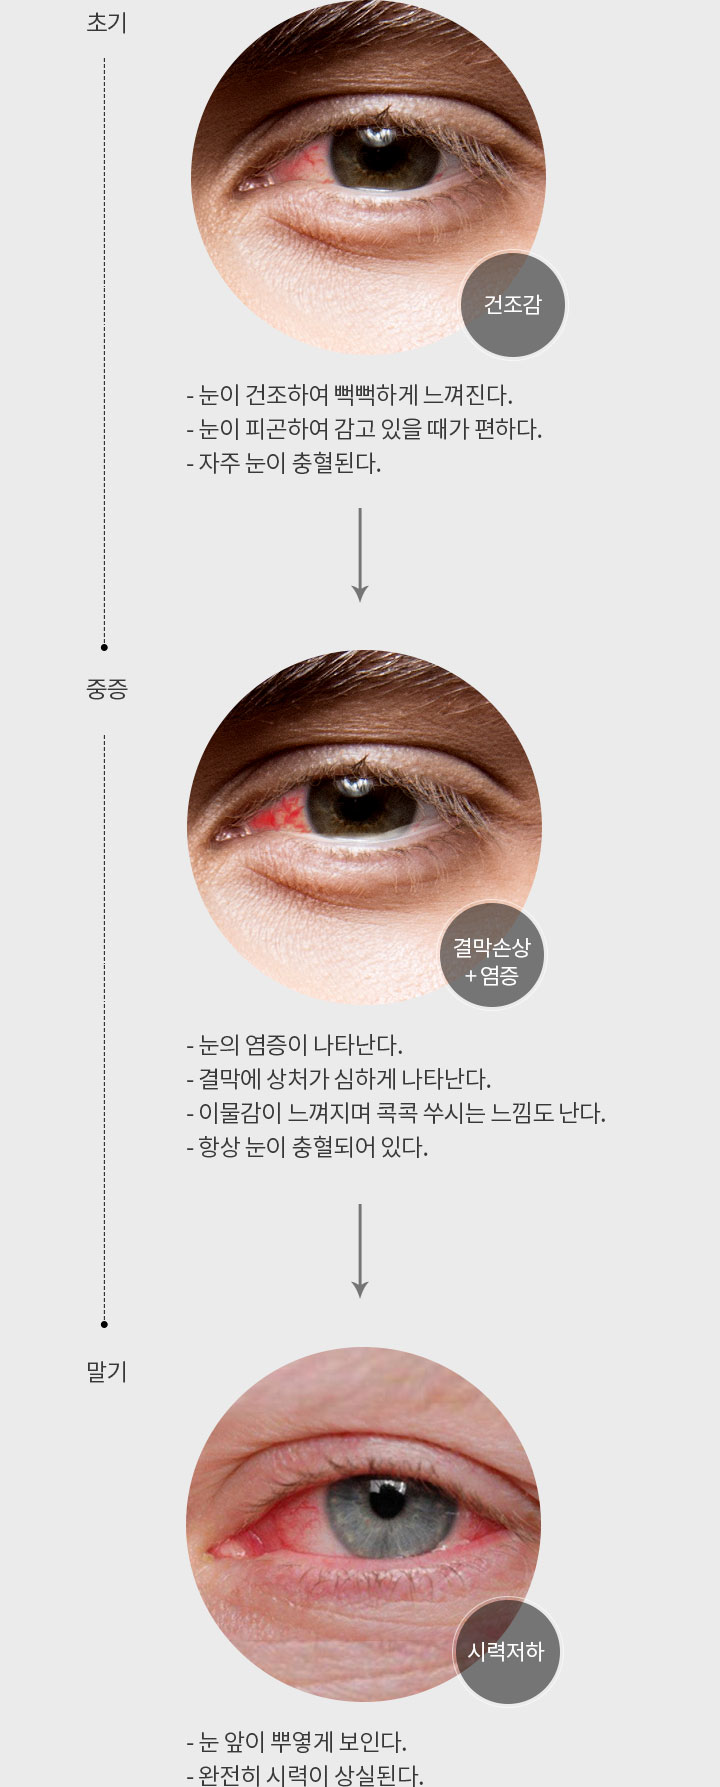 초기
건조감
- 눈이 건조하여 뻑뻑하게 느껴진다.
- 눈이 피곤하여 감고 있을 때가 편하다.
- 자주 눈이 충혈된다.
중증
결막손상
+ 염증
- 눈의 염증이 나타난다.
- 결막에 상처가 심하게 나타난다.
- 이물감이 느껴지며 콕콕 쑤시는 느낌도 난다.
- 항상 눈이 충혈되어 있다.
말기
시력저하
- 눈 앞이 뿌옇게 보인다.
- 완전히 시력이 상실된다.